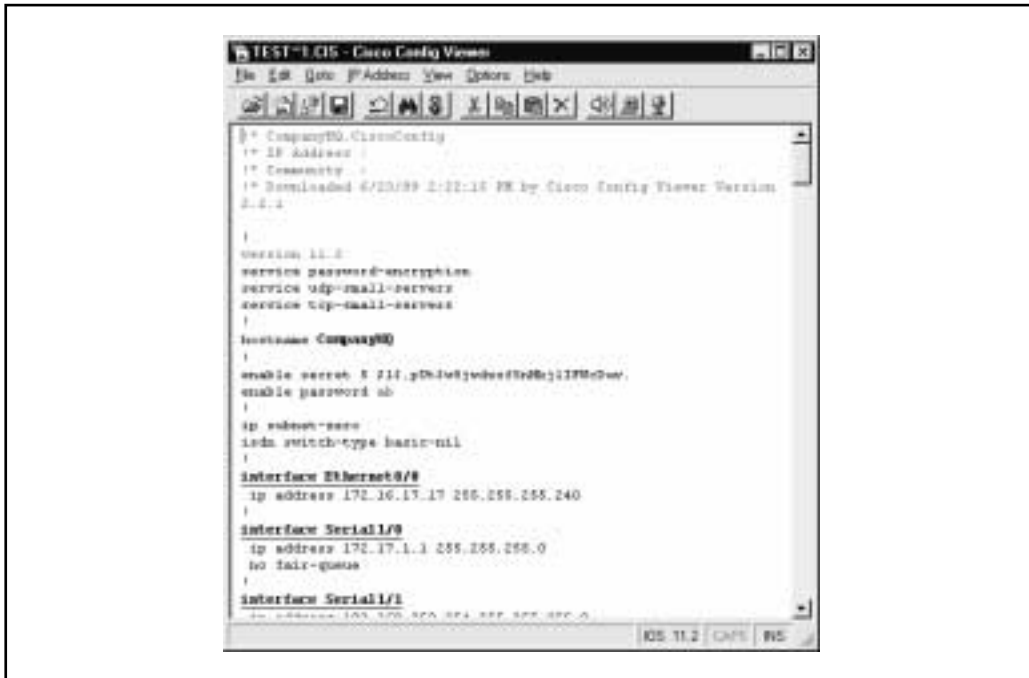 TEST~1.CIS - Cisco Config Viewer
File Edit Goto IP Address View Options Help
!* CompanyHQ.CiscoConfig
!* IP Address :
!* Community :
!* Downloaded 6/23/99 2:22:15 PM by Cisco Config Viewer Version
!
version 11.2
service password-encryption
service udp-small-servers
service tcp-small-servers
!
hostname CompanyHQ
!
enable secret 5
enable password
!
ip subnet-zero
isdn switch-type basic-ni1
!
interface Ethernet0/0
ip address 172.16.17.17 255.255.255.240
!
interface Serial1/0
ip address 172.17.1.1 255.255.255.0
no fair-queue
!
interface Serial1/1
IOS 11.2 CAPS INS